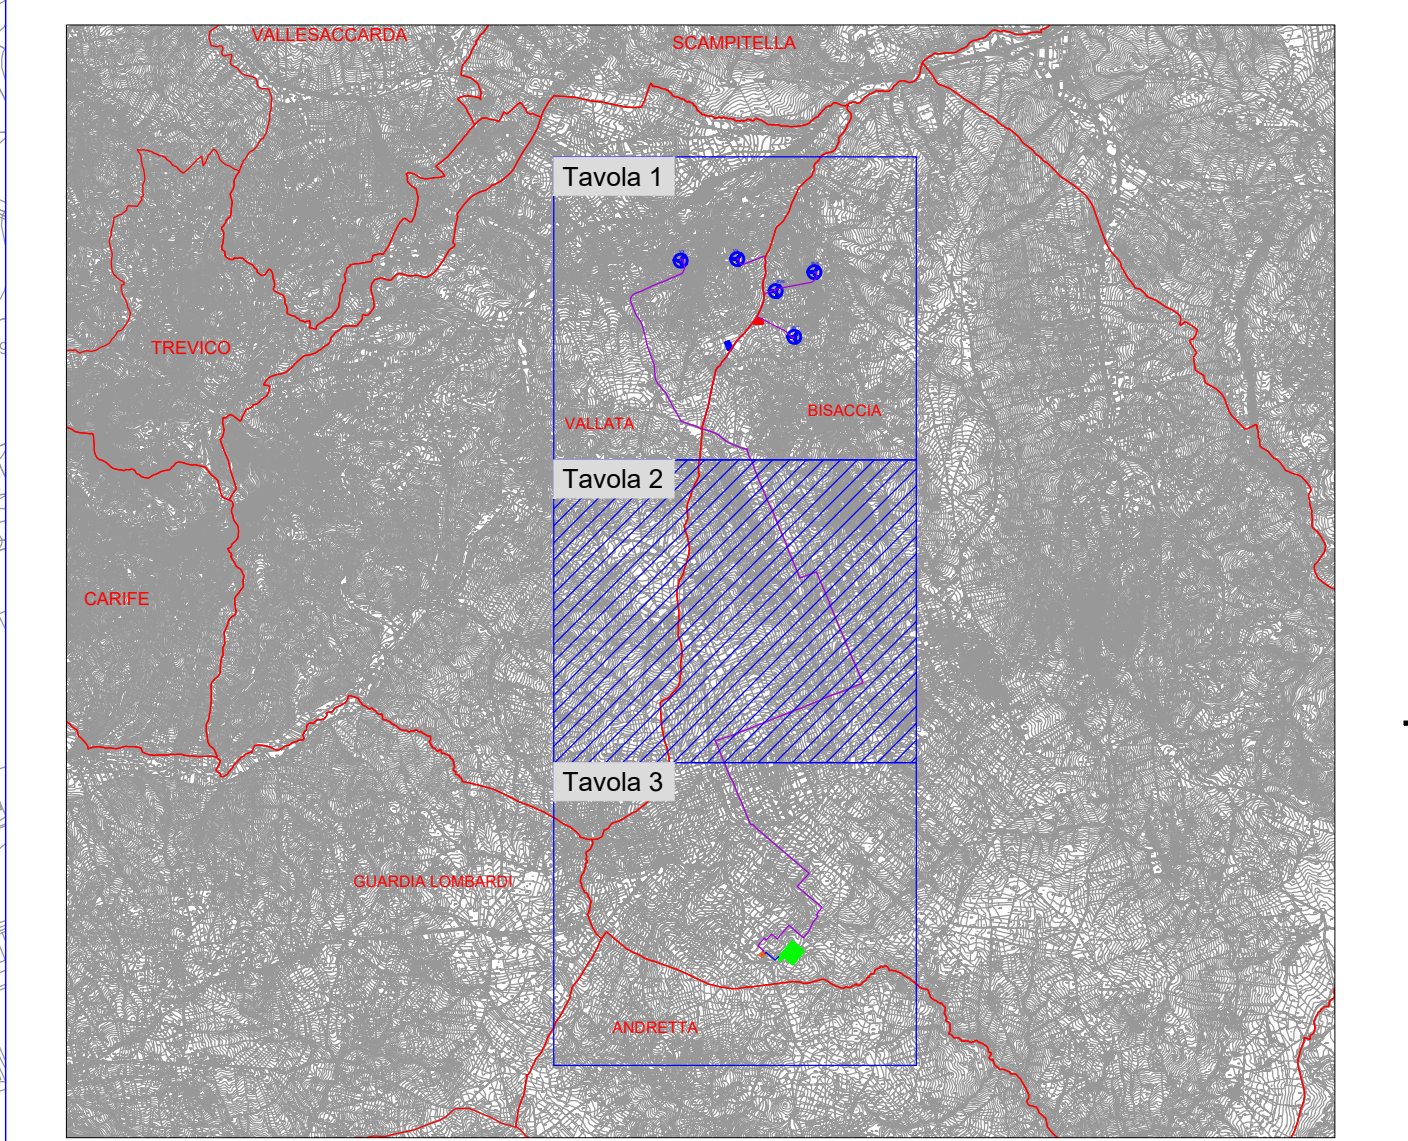 VALLESACCARDA
SCAMPITELLA
Tavola 1
TREVICO
BISACCIA
VALLATA
Tavola 2
CARIFE
Tavola 3
GUARDIA LOMBARDI
ANDRETTA